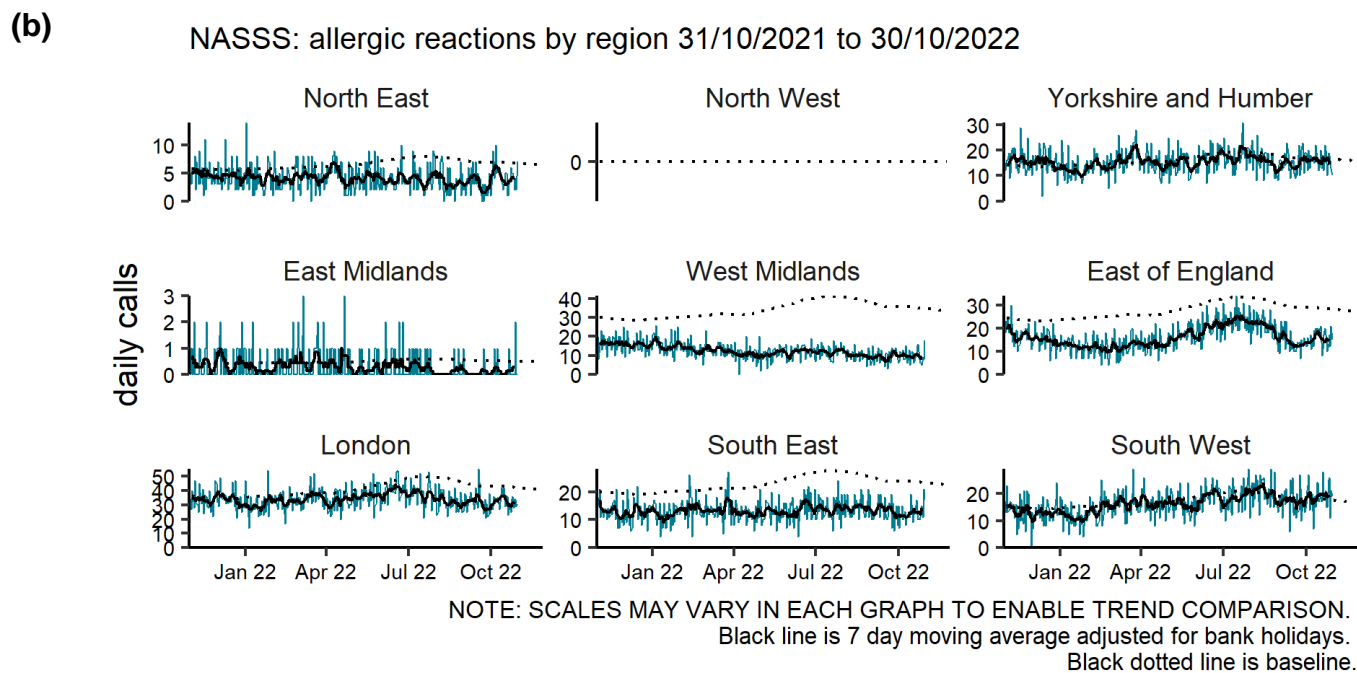 (b)
NASSS: allergic reactions by region 31/10/2021 to 30/10/2022
daily calls
North East
10
5
0
North West
0
Yorkshire and Humber
30
20
10
0
East Midlands
3
2
1
0
West Midlands
40
30
20
10
0
East of England
30
20
10
0
London
50
40
30
20
10
0
Jan 22 Apr 22 Jul 22 Oct 22
South East
20
10
0
Jan 22 Apr 22 Jul 22 Oct 22
South West
20
10
0
Jan 22 Apr 22 Jul 22 Oct 22
NOTE: SCALES MAY VARY IN EACH GRAPH TO ENABLE TREND COMPARISON.
Black line is 7 day moving average adjusted for bank holidays.
Black dotted line is baseline.